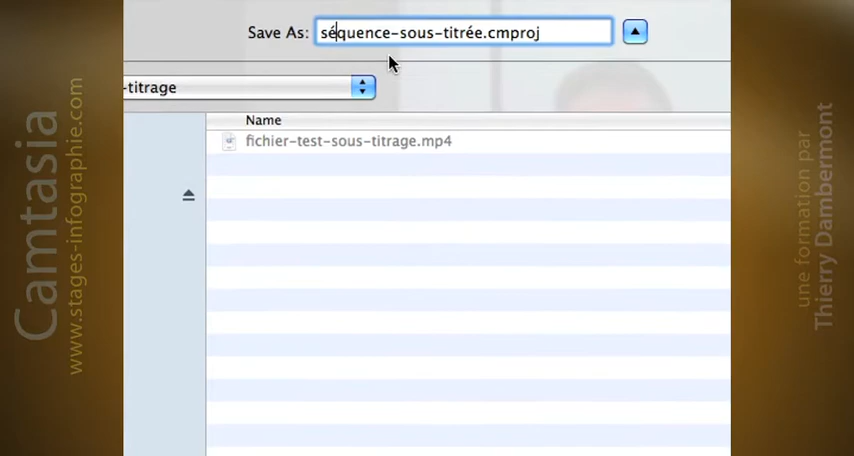 Camtasia
www.stages-infographie.com
Save As: séquence-sous-titrée.cmproj
-titrage
Name
fichier-test-sous-titrage.mp4
une formation par
Thierry Dambermont